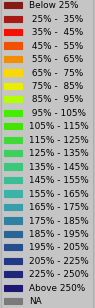 Below 25%
25% - 35%
35% - 45%
45% - 55%
55% - 65%
65% - 75%
75% - 85%
85% - 95%
95% - 105%
105% - 115%
115% - 125%
125% - 135%
135% - 145%
145% - 155%
155% - 165%
165% - 175%
175% - 185%
185% - 195%
195% - 205%
205% - 225%
225% - 250%
Above 250%
NA